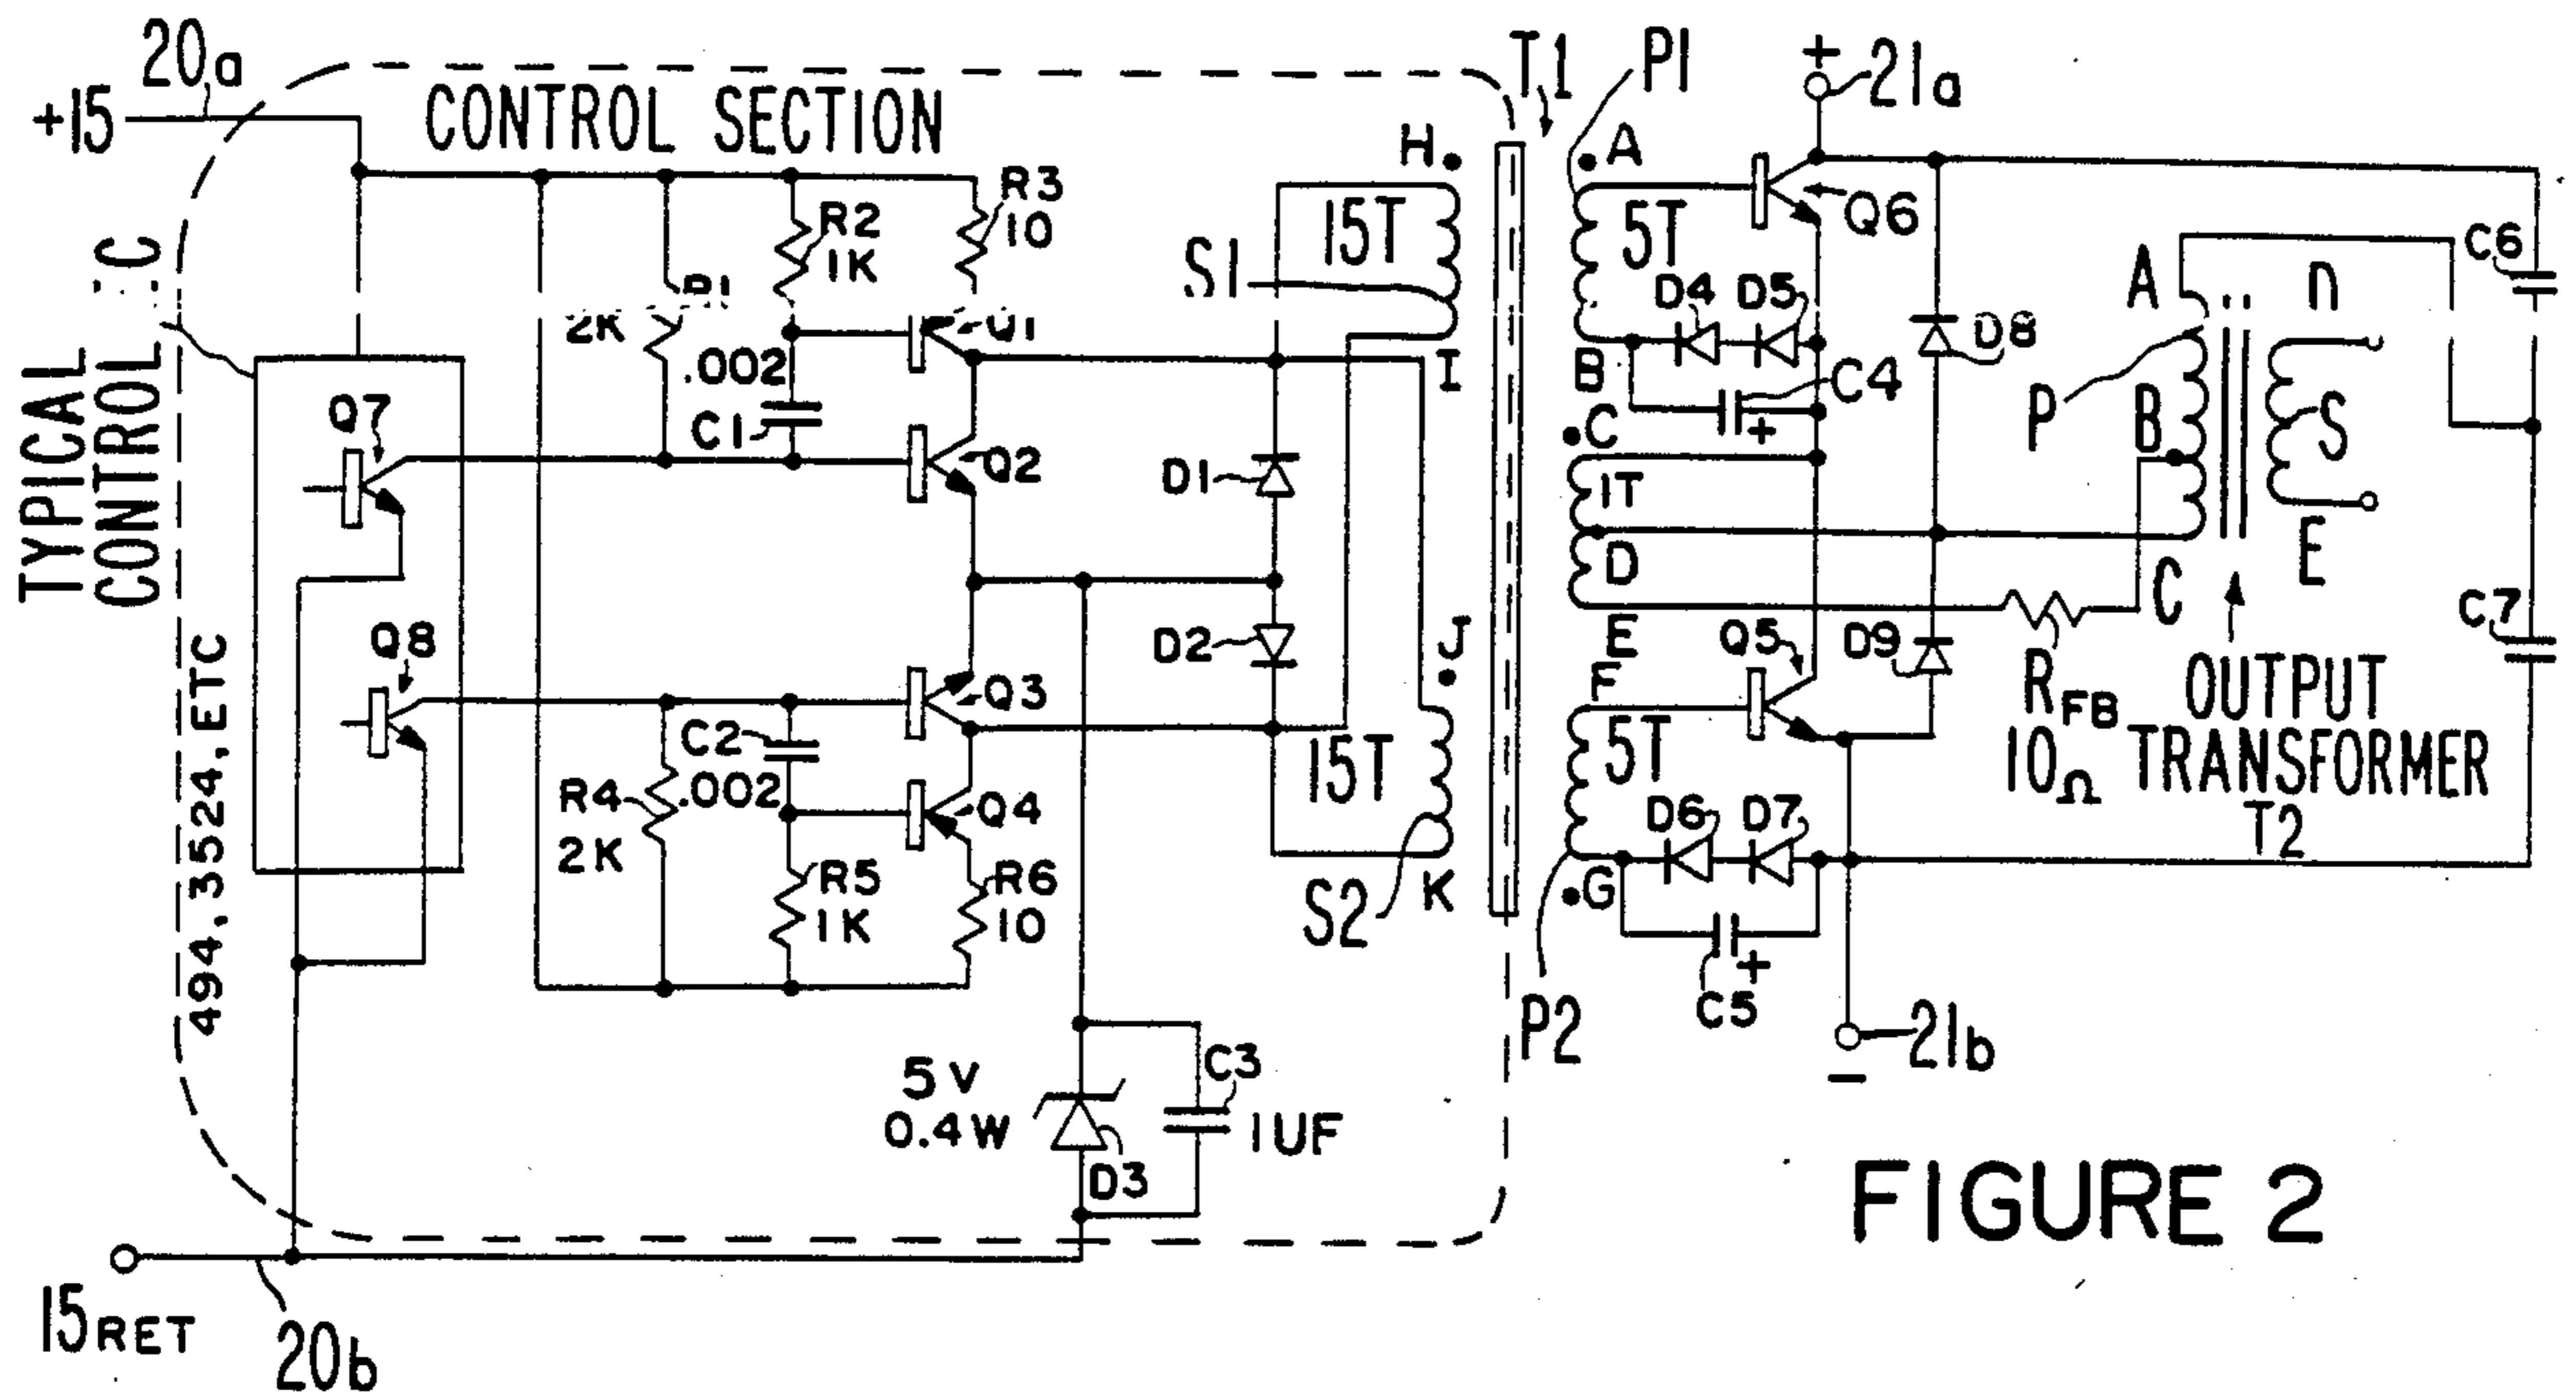 20a
+15
CONTROL SECTION
T1
P1
+
21a
H
A
R3
10
R2
1K
15T
S1
5T
Q6
C6
A
n
D4
D5
D8
2K
Q1
I
B
C4
+
.002
C1
P
B
S
TYPICAL
CONTROL
Q7
Q2
D1
C
1T
D
E
C
494,3524,ETC
Q8
D2
J
E
Q5
D9
C7
F
RFB
10Ω
OUTPUT
TRANSFORMER
T2
Q3
C2
.002
R4
2K
Q4
15T
5T
D6
D7
R5
1K
R6
10
S2
K
G
C5
+
P2
21b
−
5V
0.4W
D3
C3
1UF
FIGURE 2
15RET
20b